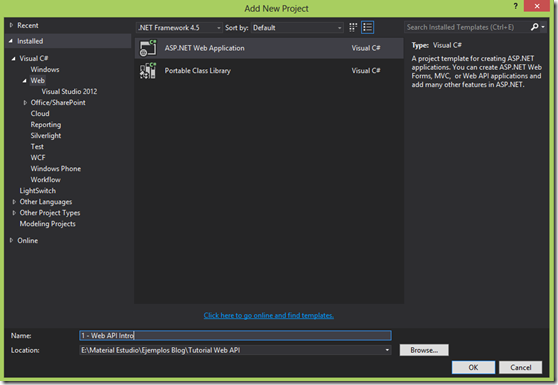 Add New Project
? 
Recent
.NET Framework 4.5 Sort by: Default
Search Installed Templates (Ctrl+E)
Installed
Visual C#
Windows
Web
Visual Studio 2012
Office/SharePoint
Cloud
Reporting
Silverlight
Test
WCF
Windows Phone
Workflow
LightSwitch
Other Languages
Other Project Types
Modeling Projects
Online
ASP.NET Web Application Visual C#
Portable Class Library Visual C#
Type: Visual C#
A project template for creating ASP.NET
applications. You can create ASP.NET Web
Forms, MVC, or Web API applications and
add many other features in ASP.NET.
Click here to go online and find templates.
Name: 1 - Web API Intro
Location: E:\Material Estudio\Ejemplos Blog\Tutorial Web API
Browse...
OK Cancel